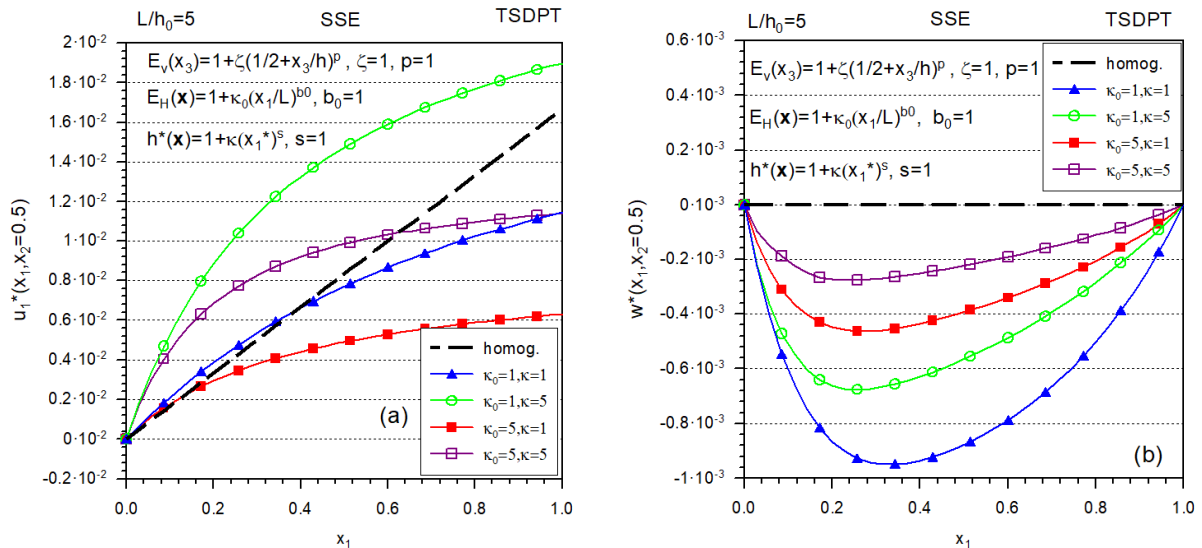 L/h₀=5 SSE TSDPT
2·10⁻²
1.8·10⁻²
1.6·10⁻²
1.4·10⁻²
1.2·10⁻²
1·10⁻²
0.8·10⁻²
0.6·10⁻²
0.4·10⁻²
0.2·10⁻²
0·10⁻²
-0.2·10⁻²
u₁*(x₁,x₂=0.5)
Eᵥ(x₃)=1+ζ(1/2+x₃/h)ᵖ , ζ=1, p=1
E_H(x)=1+κ₀(x₁/L)ᵇ⁰, b₀=1
h*(x)=1+κ(x₁*)ˢ, s=1
homog.
κ₀=1,κ=1
κ₀=1,κ=5
κ₀=5,κ=1
κ₀=5,κ=5
(a)
0.0 0.2 0.4 0.6 0.8 1.0
x₁
L/h₀=5 SSE TSDPT
0.6·10⁻³
0.4·10⁻³
0.2·10⁻³
0·10⁻³
-0.2·10⁻³
-0.4·10⁻³
-0.6·10⁻³
-0.8·10⁻³
-1·10⁻³
w*(x₁,x₂=0.5)
Eᵥ(x₃)=1+ζ(1/2+x₃/h)ᵖ , ζ=1, p=1
E_H(x)=1+κ₀(x₁/L)ᵇ⁰, b₀=1
h*(x)=1+κ(x₁*)ˢ, s=1
homog.
κ₀=1,κ=1
κ₀=1,κ=5
κ₀=5,κ=1
κ₀=5,κ=5
(b)
0.0 0.2 0.4 0.6 0.8 1.0
x₁